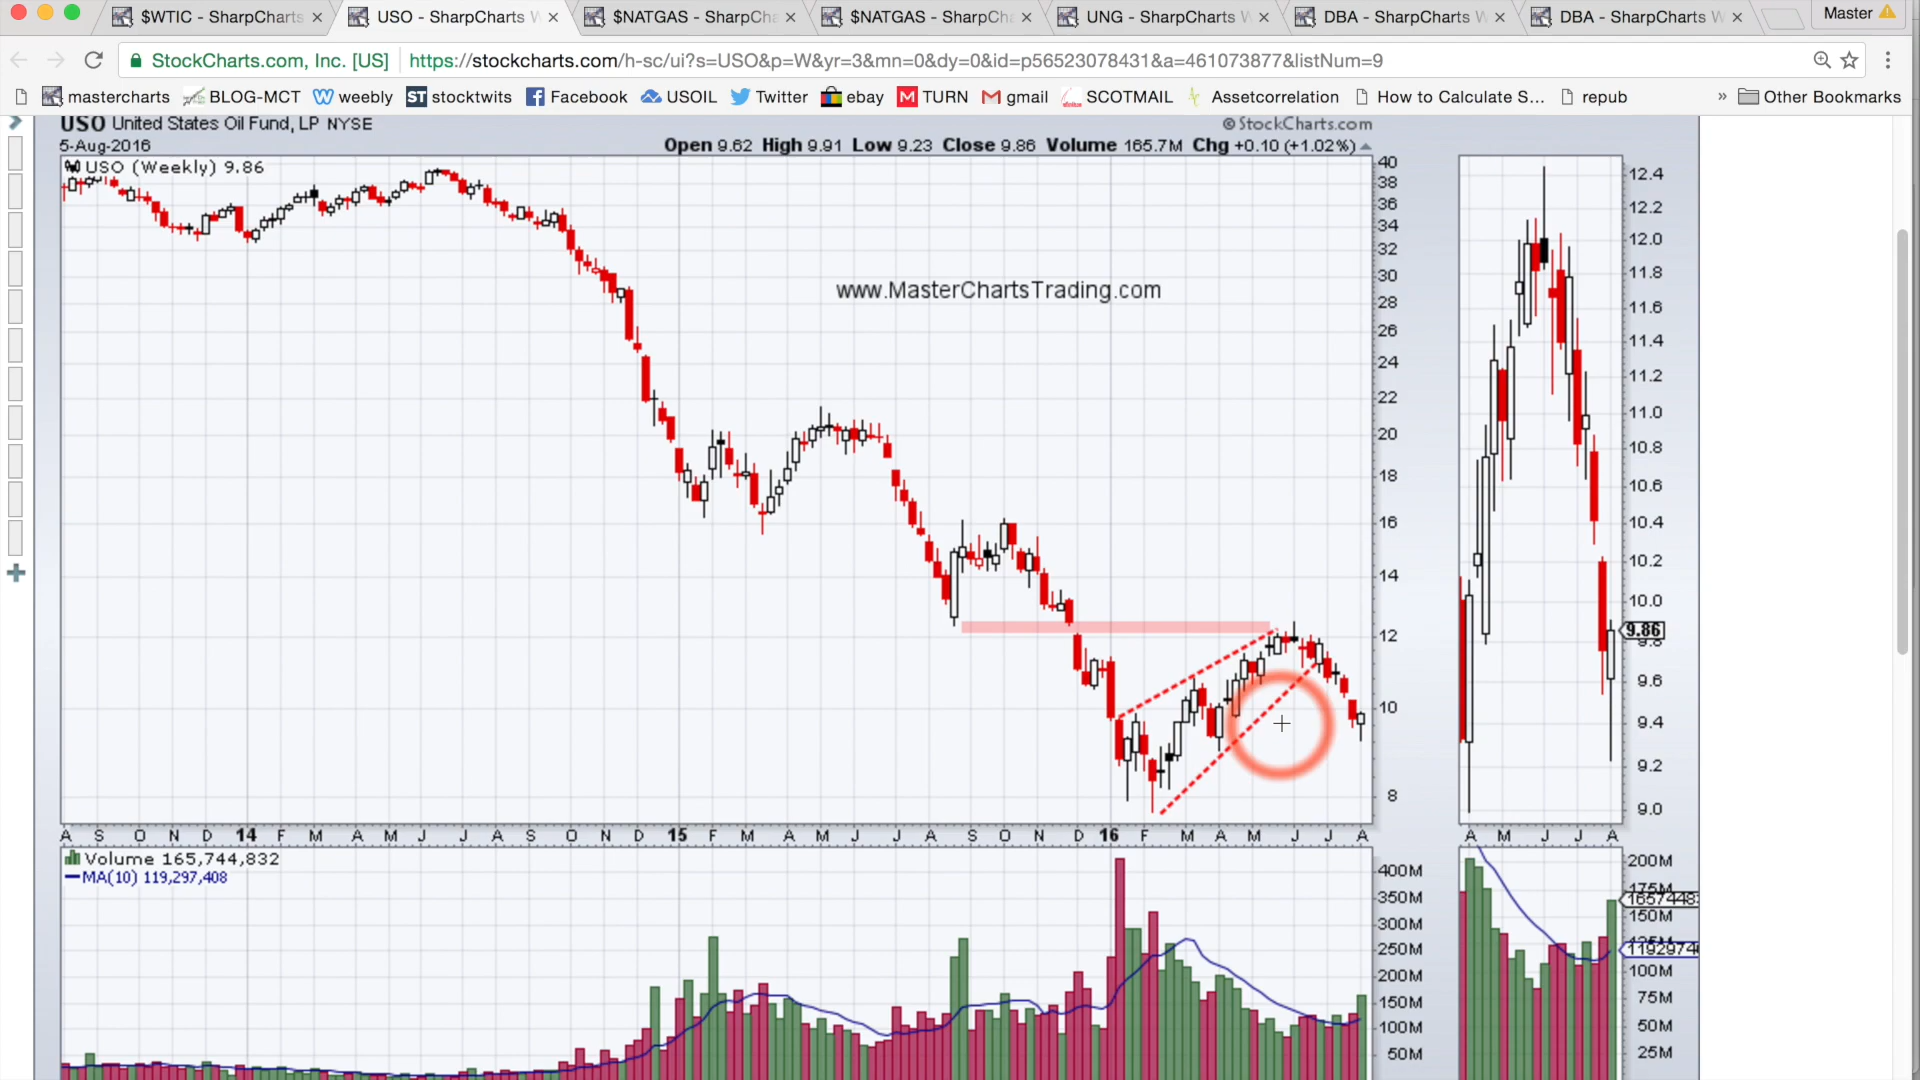 $WTIC - SharpCharts
USO - SharpCharts W
$NATGAS - SharpCha
$NATGAS - SharpCh
UNG - SharpCharts W
DBA - SharpCharts W
DBA - SharpCharts W
Master
StockCharts.com, Inc. [US]
https://stockcharts.com/h-sc/ui?s=USO&p=W&yr=3&mn=0&dy=0&id=p56523078431&a=461073877&listNum=9
mastercharts BLOG-MCT weebly ST stocktwits Facebook USOIL Twitter ebay M TURN gmail SCOTMAIL Assetcorrelation How to Calculate S... repub » Other Bookmarks
USO United States Oil Fund, LP NYSE
© StockCharts.com
5-Aug-2016
Open 9.62 High 9.91 Low 9.23 Close 9.86 Volume 165.7M Chg +0.10 (+1.02%)
USO (Weekly) 9.86
www.MasterChartsTrading.com
40
38
36
34
32
30
28
26
24
22
20
18
16
14
12
10
8
12.4
12.2
12.0
11.8
11.6
11.4
11.2
11.0
10.8
10.6
10.4
10.2
10.0
9.86
9.8
9.6
9.4
9.2
9.0
A S O N D 14 F M A M J J A S O N D 15 F M A M J J A S O N D 16 F M A M J J A
A M J J A
Volume 165,744,832
MA(10) 119,297,408
400M
350M
300M
250M
200M
150M
100M
50M
200M
175M
16574483
150M
125M
11929740
100M
75M
50M
25M